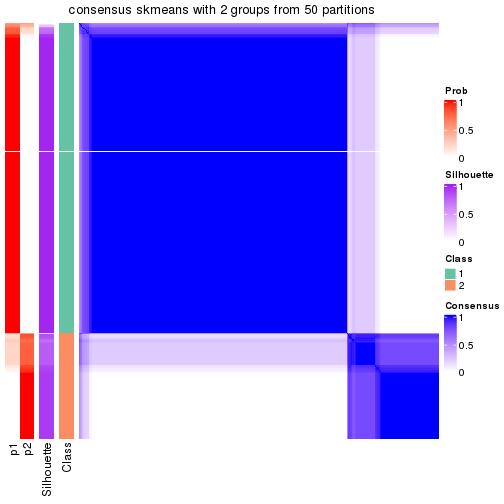 consensus skmeans with 2 groups from 50 partitions
Prob
1
0.5
0
Silhouette
1
0.5
0
Class
1
2
Consensus
1
0.5
0
p1
p2
Silhouette
Class